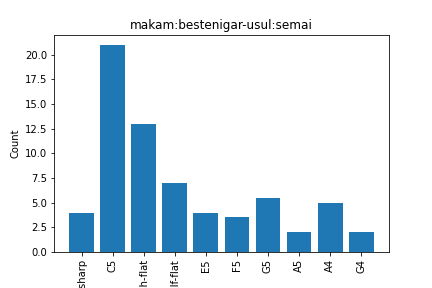 makam:bestenigar-usul:semai
20.0
17.5
15.0
12.5
10.0
7.5
5.0
2.5
0.0
Count
sharp
C5
h-flat
lf-flat
E5
F5
G5
A5
A4
G4